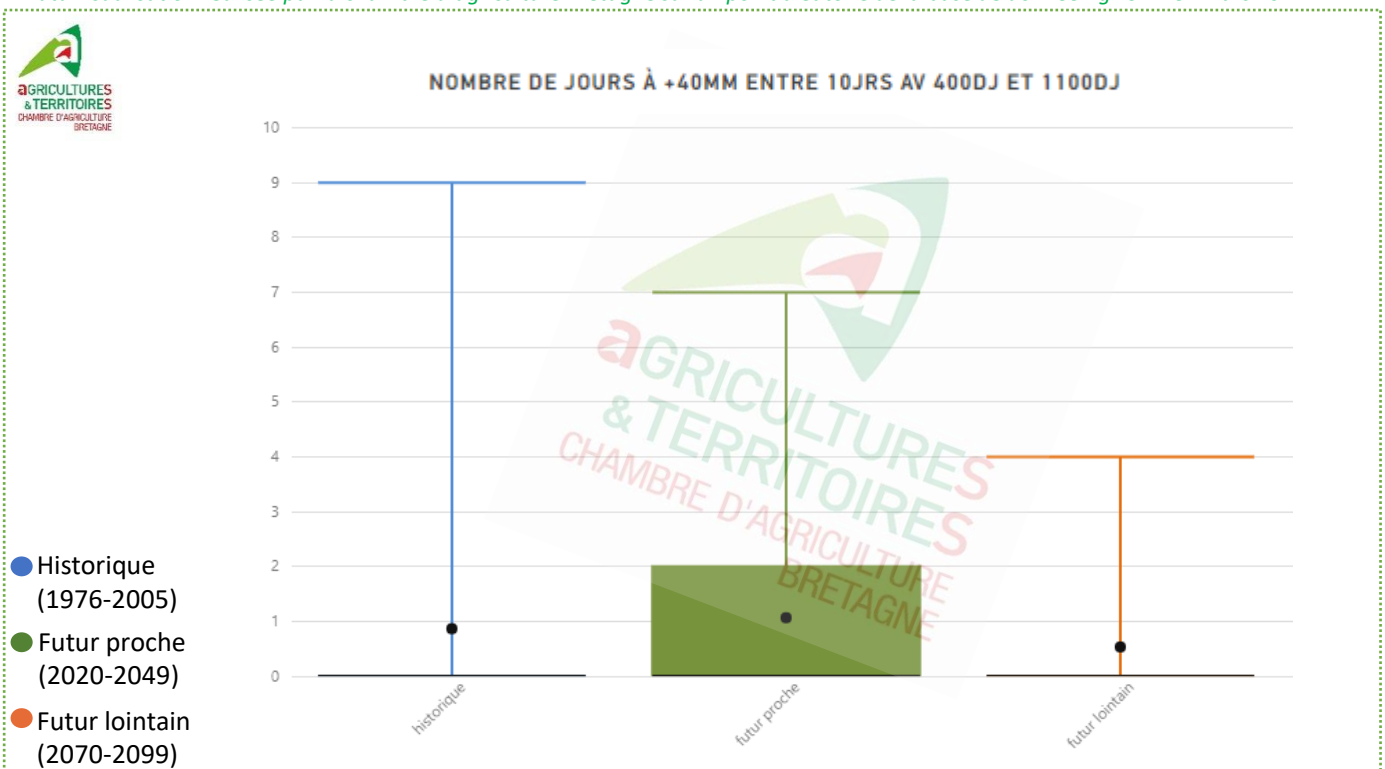 aGRICULTURES
& TERRITOIRES
CHAMBRE D'AGRICULTURE
BRETAGNE
NOMBRE DE JOURS À +40MM ENTRE 10JRS AV 400DJ ET 1100DJ
10
9
8
7
6
5
4
3
2
1
0
aGRICULTURES
& TERRITOIRES
CHAMBRE D'AGRICULTURE
BRETAGNE
historique
futur proche
futur lointain
Historique
(1976-2005)
Futur proche
(2020-2049)
Futur lointain
(2070-2099)